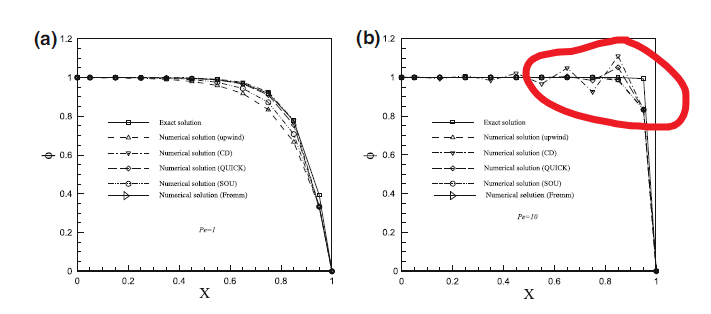 (a)
1.2
1
0.8
0.6
0.4
0.2
0
ϕ
Exact solution
Numerical solution (upwind)
Numerical solution (CD)
Numerical solution (QUICK)
Numerical solution (SOU)
Numerical solution (Fromm)
Pe=1
0 0.2 0.4 0.6 0.8 1
X
(b)
1.2
1
0.8
0.6
0.4
0.2
0
ϕ
Exact solution
Numerical solution (upwind)
Numerical solution (CD)
Numerical solution (QUICK)
Numerical solution (SOU)
Numerical solution (Fromm)
Pe=10
0 0.2 0.4 0.6 0.8 1
X